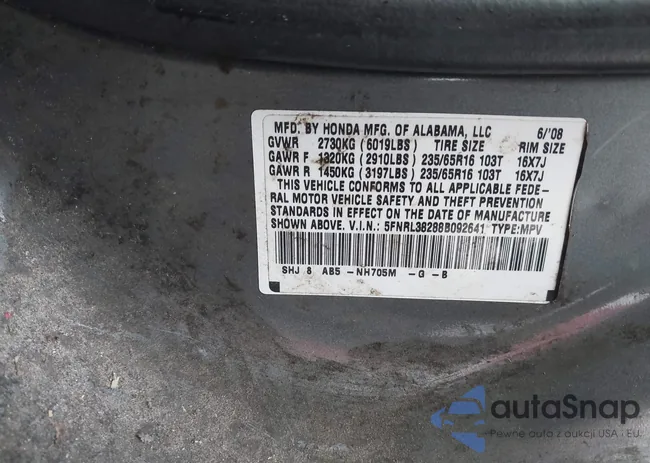 MFD. BY HONDA MFG. OF ALABAMA, LLC 6/'08
GVWR 2730KG (6019LBS) TIRE SIZE RIM SIZE
GAWR F 1320KG (2910LBS) 235/65R16 103T 16X7J
GAWR R 1450KG (3197LBS) 235/65R16 103T 16X7J
THIS VEHICLE CONFORMS TO ALL APPLICABLE FEDE-
RAL MOTOR VEHICLE SAFETY AND THEFT PREVENTION
STANDARDS IN EFFECT ON THE DATE OF MANUFACTURE
SHOWN ABOVE. V.I.N.: 5FNRL38288B092641 TYPE:MPV
SHJ 8 AB5 -NH705M -G -B
autaSnap
Pewne auta z aukcji USA i EU.